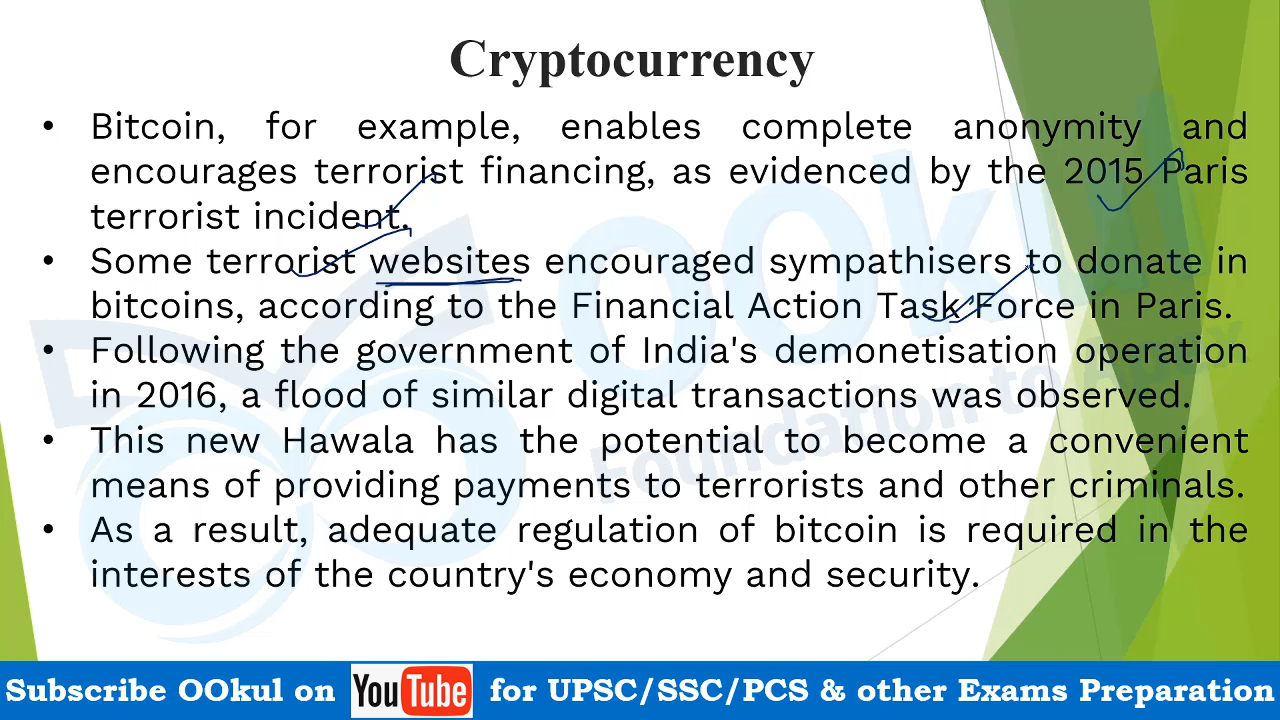 Cryptocurrency
• Bitcoin, for example, enables complete anonymity and
encourages terrorist financing, as evidenced by the 2015 Paris
terrorist incident.
• Some terrorist websites encouraged sympathisers to donate in
bitcoins, according to the Financial Action Task Force in Paris.
• Following the government of India's demonetisation operation
in 2016, a flood of similar digital transactions was observed.
• This new Hawala has the potential to become a convenient
means of providing payments to terrorists and other criminals.
• As a result, adequate regulation of bitcoin is required in the
interests of the country's economy and security.
OOkul
Foundation to
Subscribe OOkul on YouTube for UPSC/SSC/PCS & other Exams Preparation